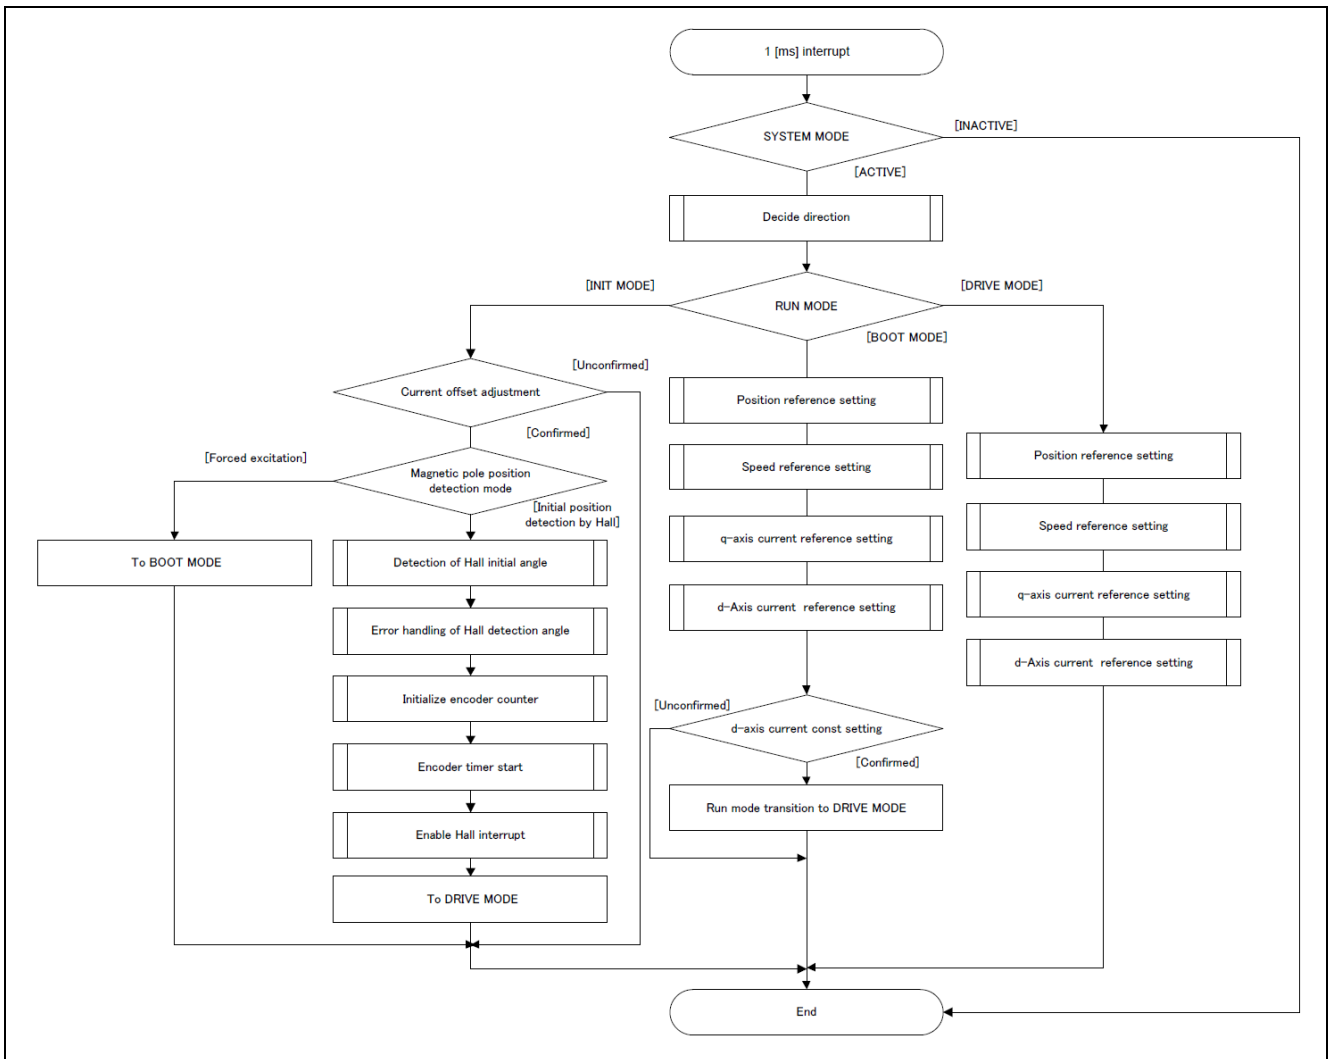 1 [ms] interrupt
SYSTEM MODE
[INACTIVE]
[ACTIVE]
Decide direction
[INIT MODE]
RUN MODE
[DRIVE MODE]
[BOOT MODE]
[Unconfirmed]
Current offset adjustment
[Confirmed]
[Forced excitation]
Magnetic pole position
detection mode
[Initial position
detection by Hall]
To BOOT MODE
Detection of Hall initial angle
Error handling of Hall detection angle
Initialize encoder counter
Encoder timer start
Enable Hall interrupt
To DRIVE MODE
Position reference setting
Speed reference setting
q-axis current reference setting
d-Axis current reference setting
[Unconfirmed]
d-axis current const setting
[Confirmed]
Run mode transition to DRIVE MODE
Position reference setting
Speed reference setting
q-axis current reference setting
d-Axis current reference setting
End